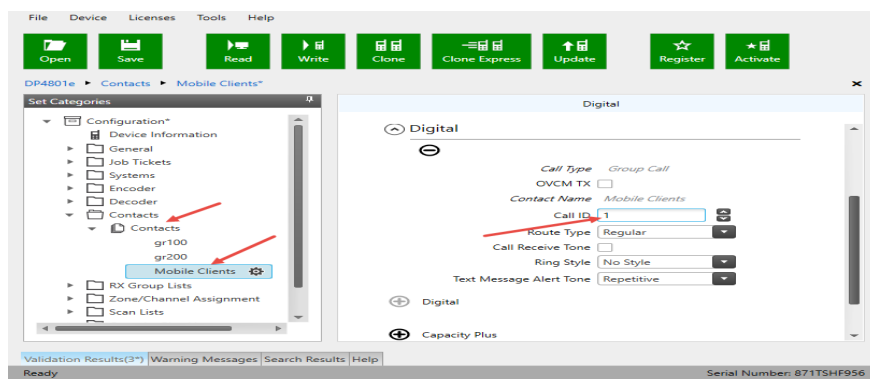 File Device Licenses Tools Help
Open Save Read Write Clone Clone Express Update Register Activate
DP4801e Contacts Mobile Clients*
Set Categories
Configuration*
Device Information
General
Job Tickets
Systems
Encoder
Decoder
Contacts
Contacts
gr100
gr200
Mobile Clients
RX Group Lists
Zone/Channel Assignment
Scan Lists
Digital
Digital
Call Type Group Call
OVCM TX
Contact Name Mobile Clients
Call ID 1
Route Type Regular
Call Receive Tone
Ring Style No Style
Text Message Alert Tone Repetitive
Digital
Capacity Plus
Validation Results(3*) Warning Messages Search Results Help
Ready Serial Number: 871TSHF956